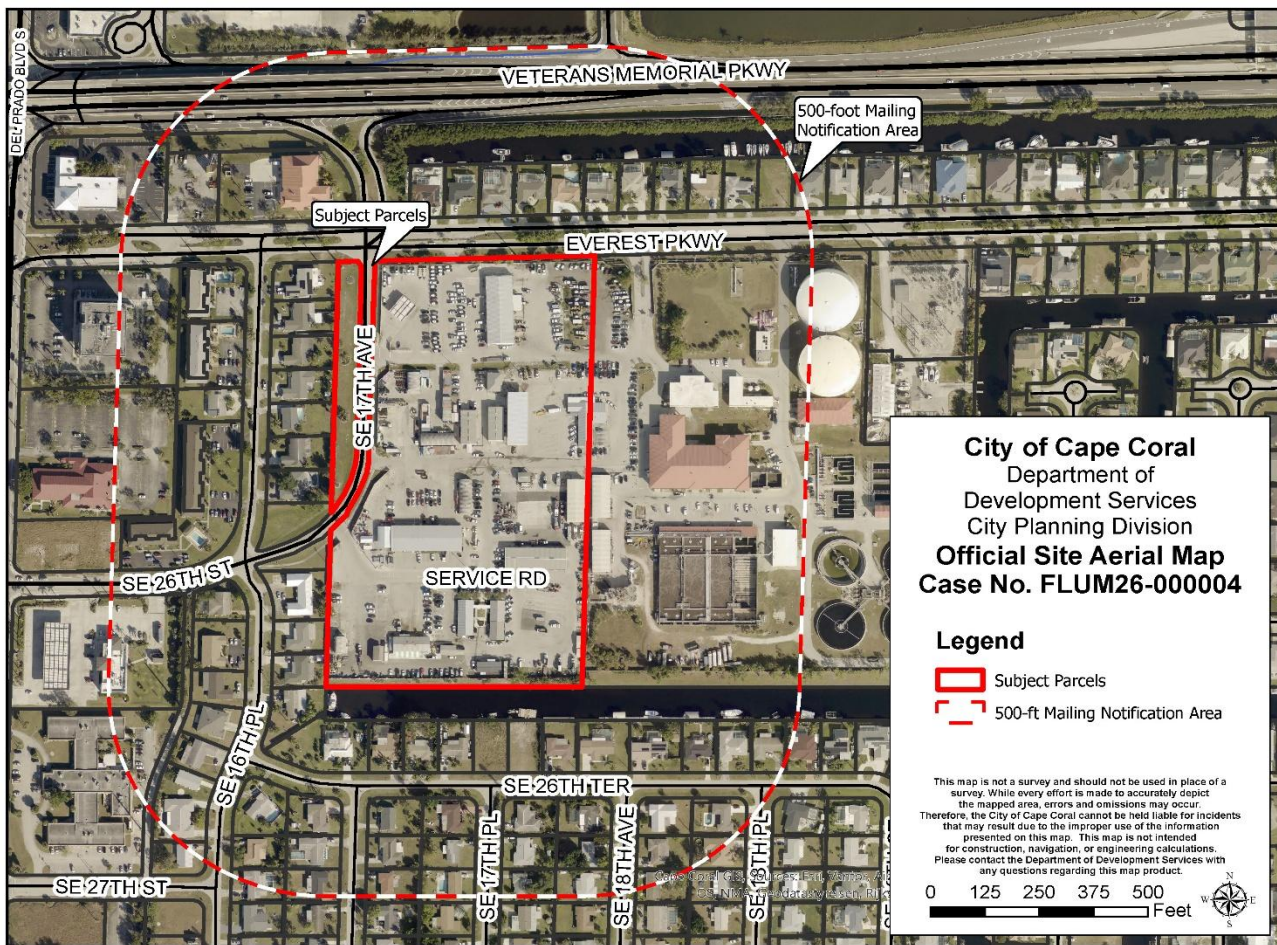 DEL PRADO BLVD S
VETERANS MEMORIAL PKWY
500-foot Mailing
Notification Area
Subject Parcels
EVEREST PKWY
SE 17TH AVE
SE 26TH ST
SERVICE RD
SE 16TH PL
SE 26TH TER
SE 17TH PL
SE 18TH AVE
SE 19TH PL
SE 27TH ST
Cape Coral GIS, Sources: Esri,
City of Cape Coral
Department of
Development Services
City Planning Division
Official Site Aerial Map
Case No. FLUM26-000004
Legend
Subject Parcels
500-ft Mailing Notification Area
This map is not a survey and should not be used in place of a
survey. While every effort is made to accurately depict
the mapped area, errors and omissions may occur.
Therefore, the City of Cape Coral cannot be held liable for incidents
that may result due to the improper use of the information
presented on this map. This map is not intended
for construction, navigation, or engineering calculations.
Please contact the Department of Development Services with
any questions regarding this map product.
0 125 250 375 500
Feet
N
W E
S